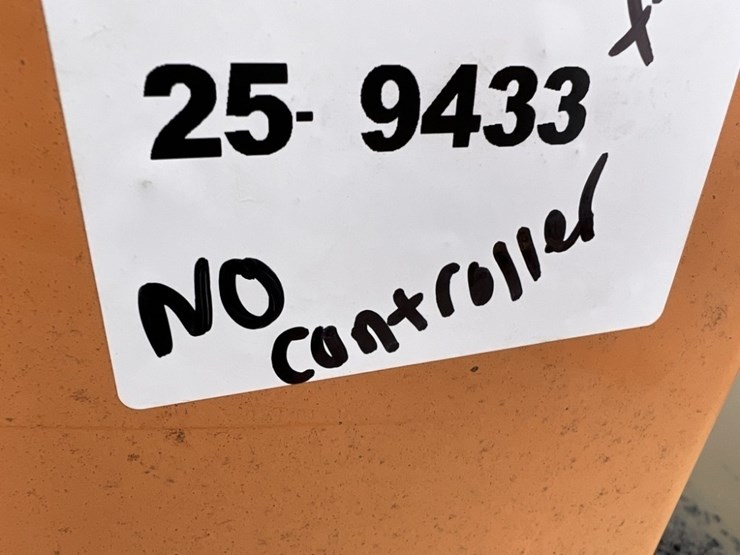 25- 9433
NO
controller